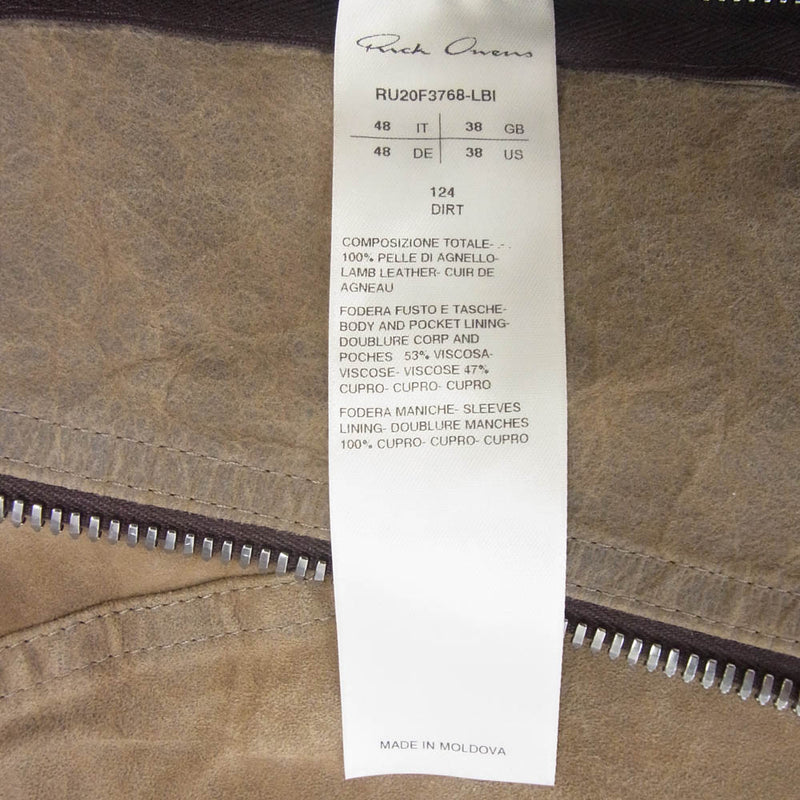 Rick Owens
RU20F3768-LBI
48 IT 38 GB
48 DE 38 US
124
DIRT
COMPOSIZIONE TOTALE- - -
100% PELLE DI AGNELLO-
LAMB LEATHER- CUIR DE
AGNEAU
FODERA FUSTO E TASCHE-
BODY AND POCKET LINING-
DOUBLURE CORP AND
POCHES 53% VISCOSA-
VISCOSE- VISCOSE 47%
CUPRO- CUPRO- CUPRO
FODERA MANICHE- SLEEVES
LINING- DOUBLURE MANCHES
100% CUPRO- CUPRO- CUPRO
MADE IN MOLDOVA